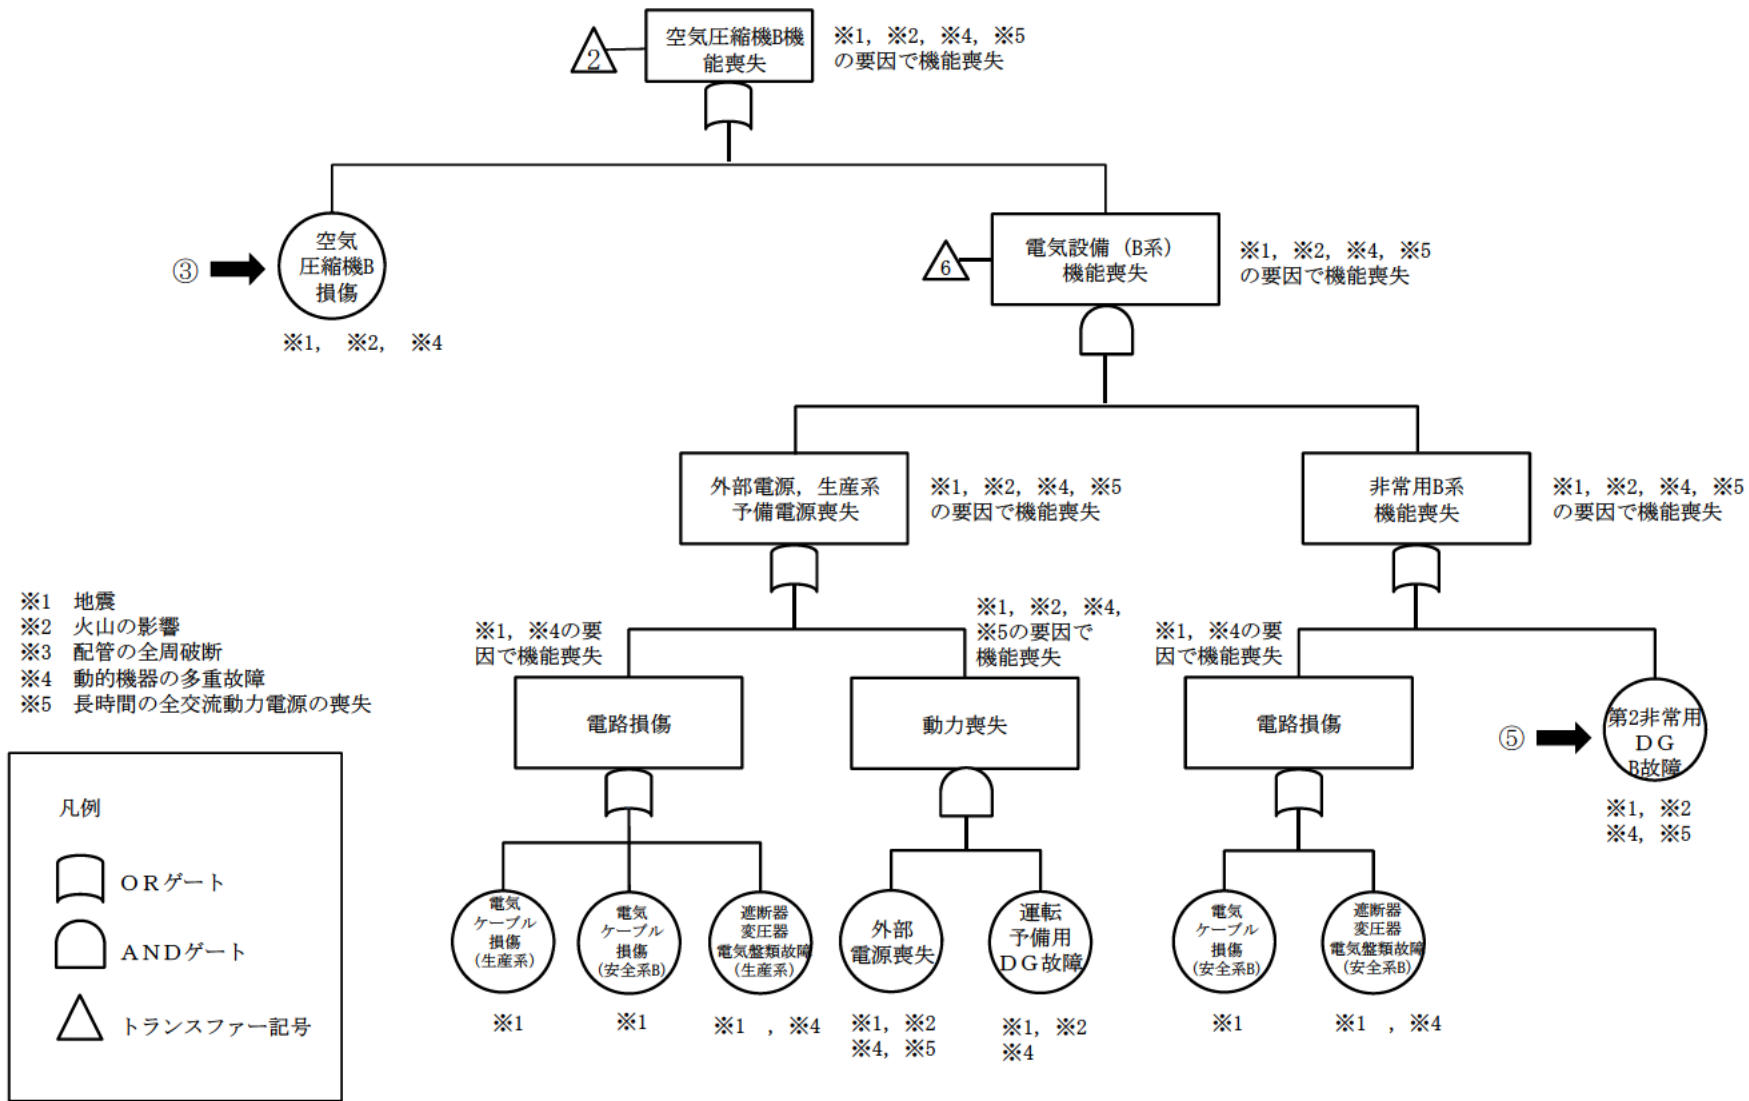 2
空気圧縮機B機
能喪失
※1, ※2, ※4, ※5
の要因で機能喪失
③
空気
圧縮機B
損傷
※1, ※2, ※4
6
電気設備（B系）
機能喪失
※1, ※2, ※4, ※5
の要因で機能喪失
外部電源，生産系
予備電源喪失
※1, ※2, ※4, ※5
の要因で機能喪失
非常用B系
機能喪失
※1, ※2, ※4, ※5
の要因で機能喪失
※1　地震
※2　火山の影響
※3　配管の全周破断
※4　動的機器の多重故障
※5　長時間の全交流動力電源の喪失
※1, ※4の要
因で機能喪失
電路損傷
※1, ※2, ※4,
※5の要因で
機能喪失
動力喪失
※1, ※4の要
因で機能喪失
電路損傷
⑤
第2非常用
ＤＧ
B故障
※1, ※2
※4, ※5
電気
ケーブル
損傷
(生産系)
※1
電気
ケーブル
損傷
(安全系B)
※1
遮断器
変圧器
電気盤類故障
(生産系)
※1 , ※4
外部
電源喪失
※1, ※2
※4, ※5
運転
予備用
ＤＧ故障
※1, ※2
※4
電気
ケーブル
損傷
(安全系B)
※1
遮断器
変圧器
電気盤類故障
(安全系B)
※1 , ※4
凡例
ＯＲゲート
ＡＮＤゲート
トランスファー記号